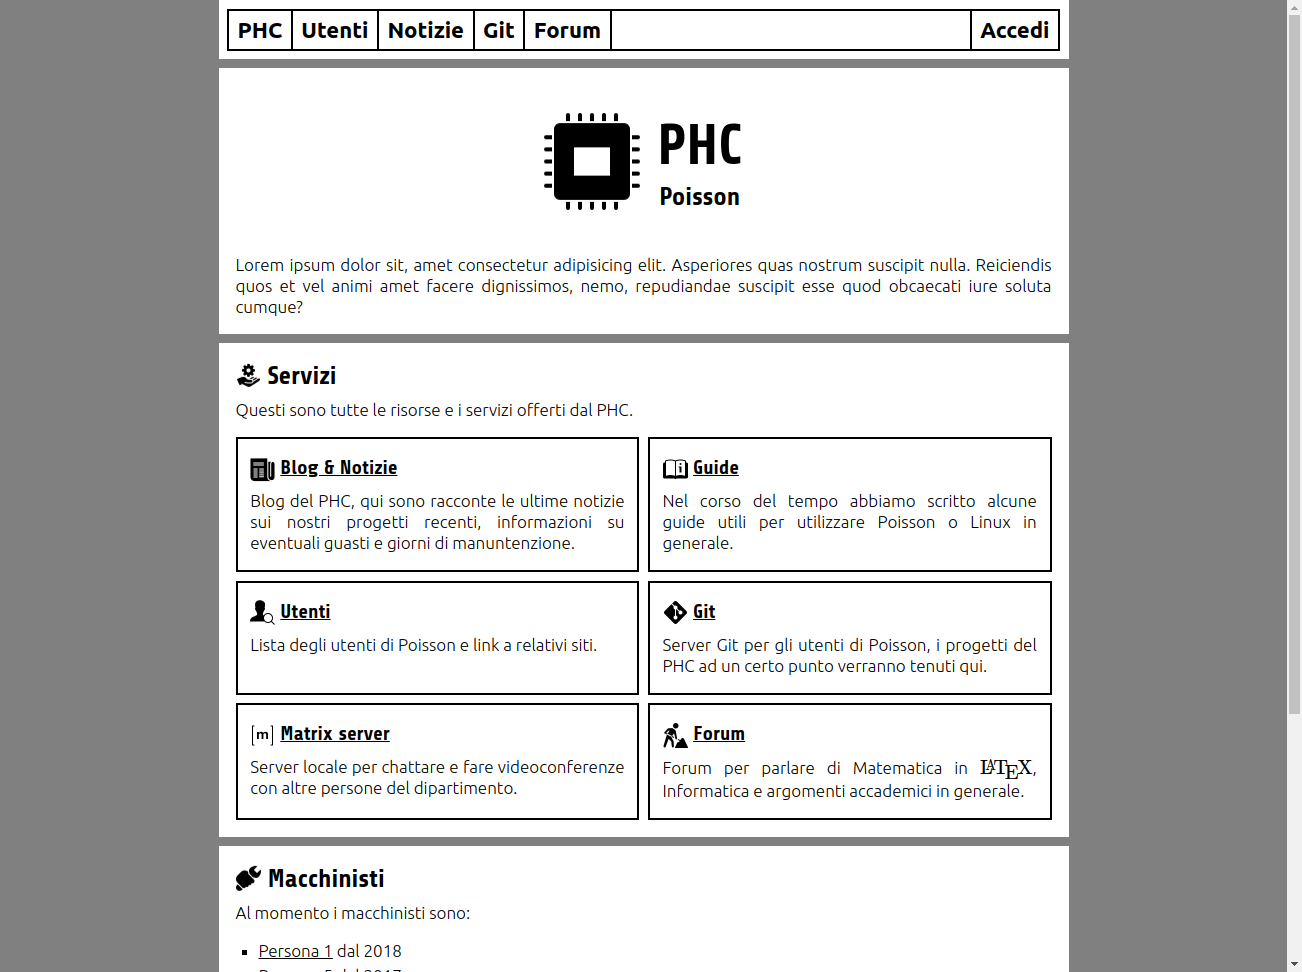 PHC Utenti Notizie Git Forum Accedi
PHC
Poisson
Lorem ipsum dolor sit, amet consectetur adipisicing elit. Asperiores quas nostrum suscipit nulla. Reiciendis
quos et vel animi amet facere dignissimos, nemo, repudiandae suscipit esse quod obcaecati iure soluta
cumque?
Servizi
Questi sono tutte le risorse e i servizi offerti dal PHC.
Blog & Notizie
Blog del PHC, qui sono racconte le ultime notizie
sui nostri progetti recenti, informazioni su
eventuali guasti e giorni di manuntenzione.
Guide
Nel corso del tempo abbiamo scritto alcune
guide utili per utilizzare Poisson o Linux in
generale.
Utenti
Lista degli utenti di Poisson e link a relativi siti.
Git
Server Git per gli utenti di Poisson, i progetti del
PHC ad un certo punto verranno tenuti qui.
[m] Matrix server
Server locale per chattare e fare videoconferenze
con altre persone del dipartimento.
Forum
Forum per parlare di Matematica in LATEX,
Informatica e argomenti accademici in generale.
Macchinisti
Al momento i macchinisti sono:
Persona 1 dal 2018